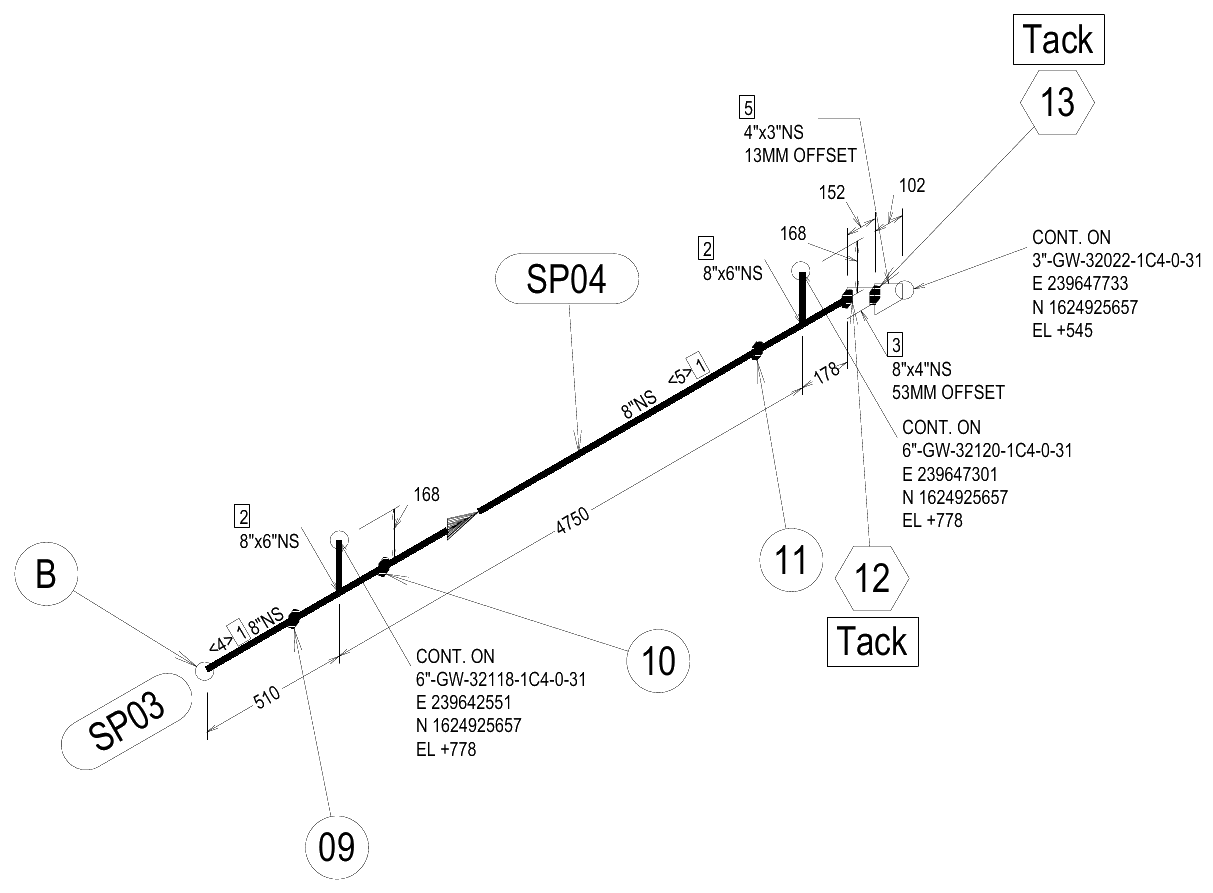 Tack
13
5
4"x3"NS
13MM OFFSET
152
102
168
2
8"x6"NS
CONT. ON
3"-GW-32022-1C4-0-31
E 239647733
N 1624925657
EL +545
SP04
3
8"x4"NS
53MM OFFSET
178
<5> 1
8"NS
CONT. ON
6"-GW-32120-1C4-0-31
E 239647301
N 1624925657
EL +778
168
2
8"x6"NS
4750
11
12
Tack
B
<4> 1 8"NS
10
CONT. ON
6"-GW-32118-1C4-0-31
E 239642551
N 1624925657
EL +778
510
SP03
09